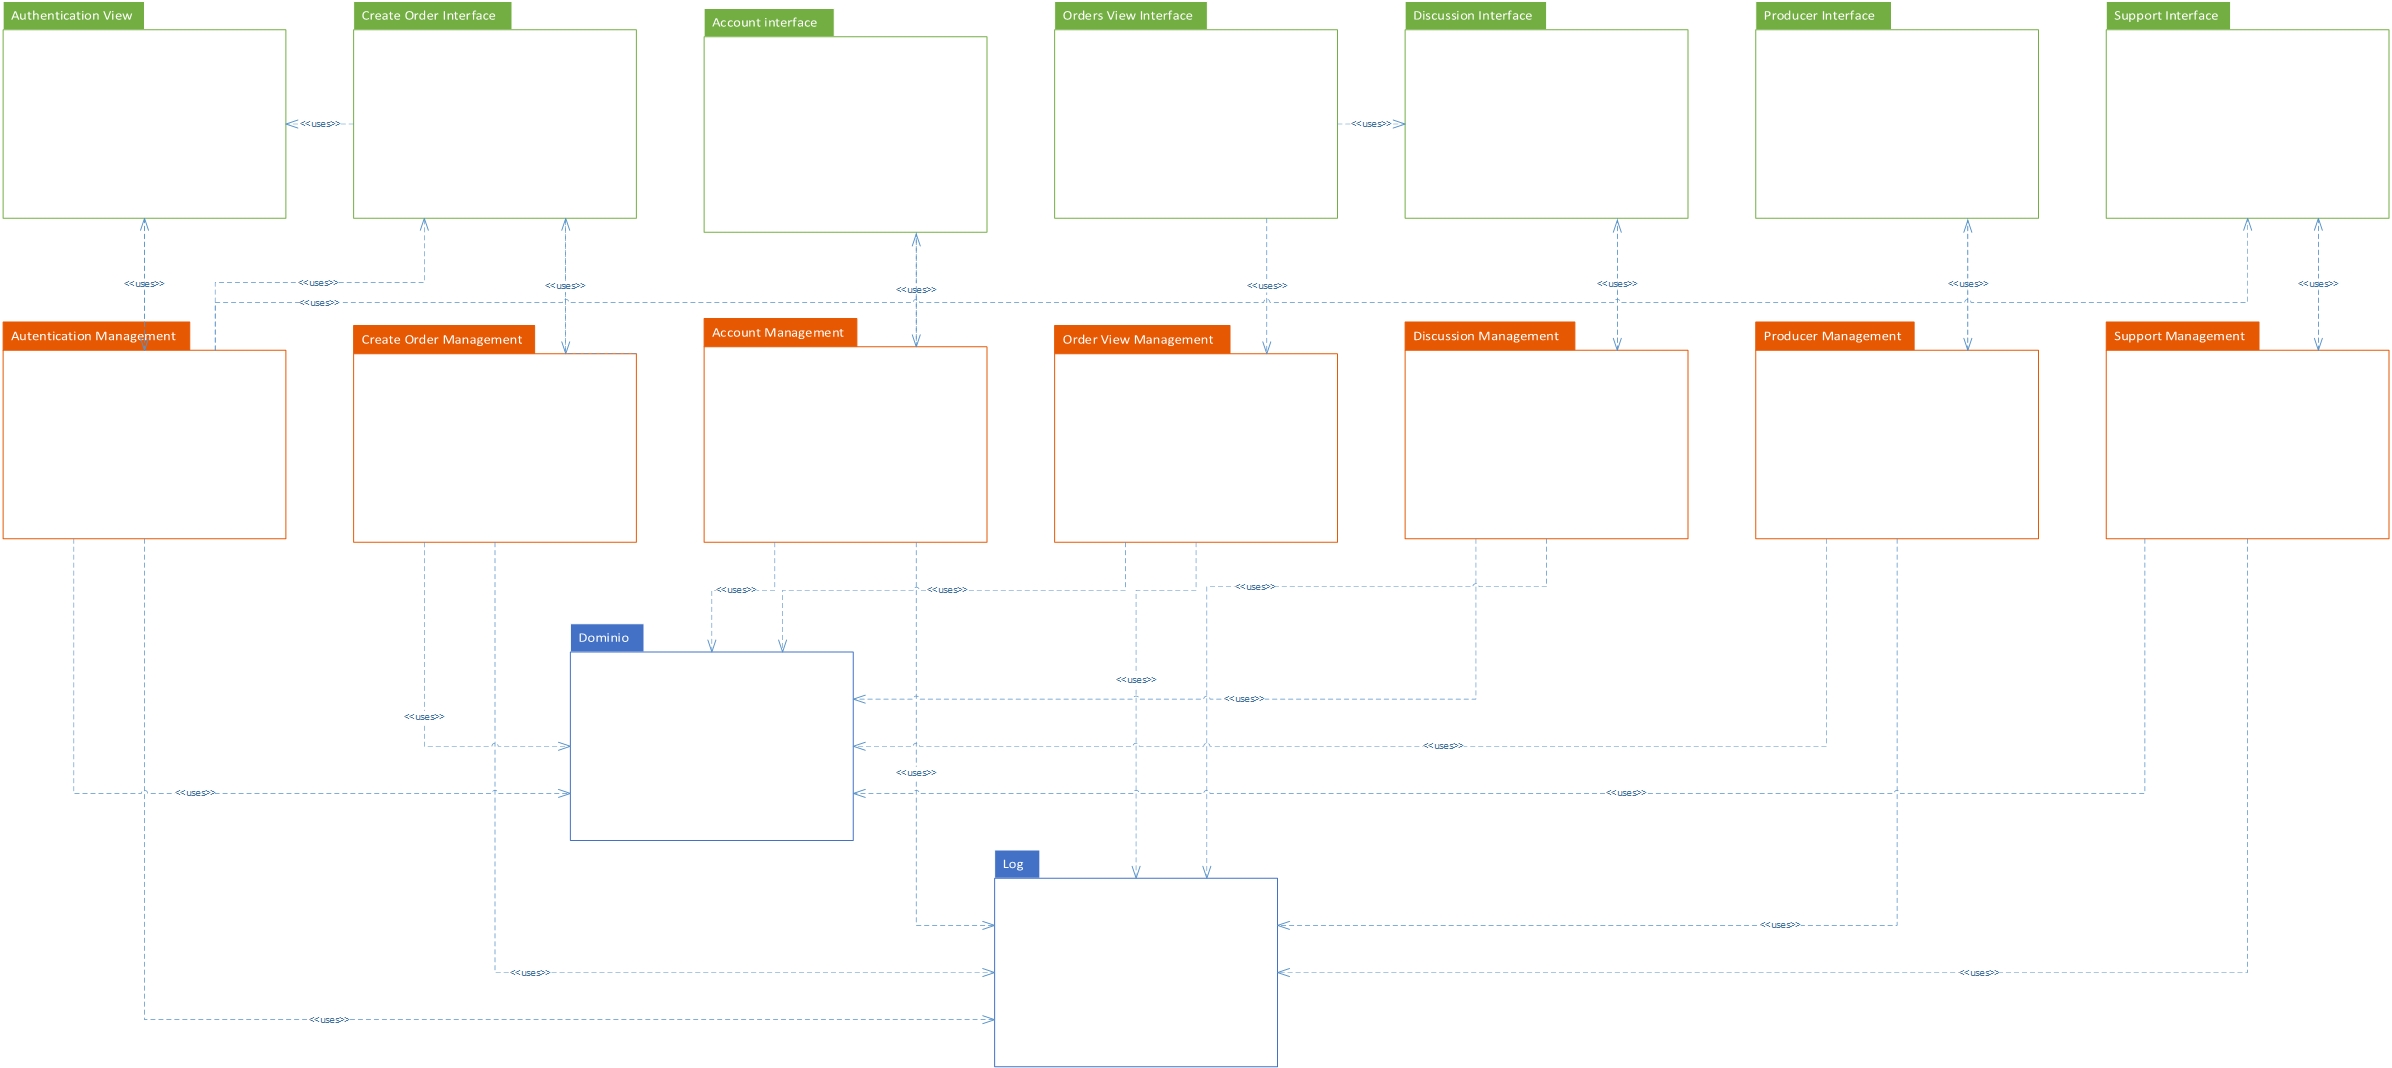 Authentication View
Create Order Interface
Account interface
Orders View Interface
Discussion Interface
Producer Interface
Support Interface
<<uses>>
<<uses>>
<<uses>>
<<uses>>
<<uses>>
<<uses>>
<<uses>>
<<uses>>
<<uses>>
<<uses>>
<<uses>>
Autentication Management
Create Order Management
Account Management
Order View Management
Discussion Management
Producer Management
Support Management
<<uses>>
<<uses>>
<<uses>>
Dominio
<<uses>>
<<uses>>
<<uses>>
<<uses>>
<<uses>>
<<uses>>
<<uses>>
Log
<<uses>>
<<uses>>
<<uses>>
<<uses>>